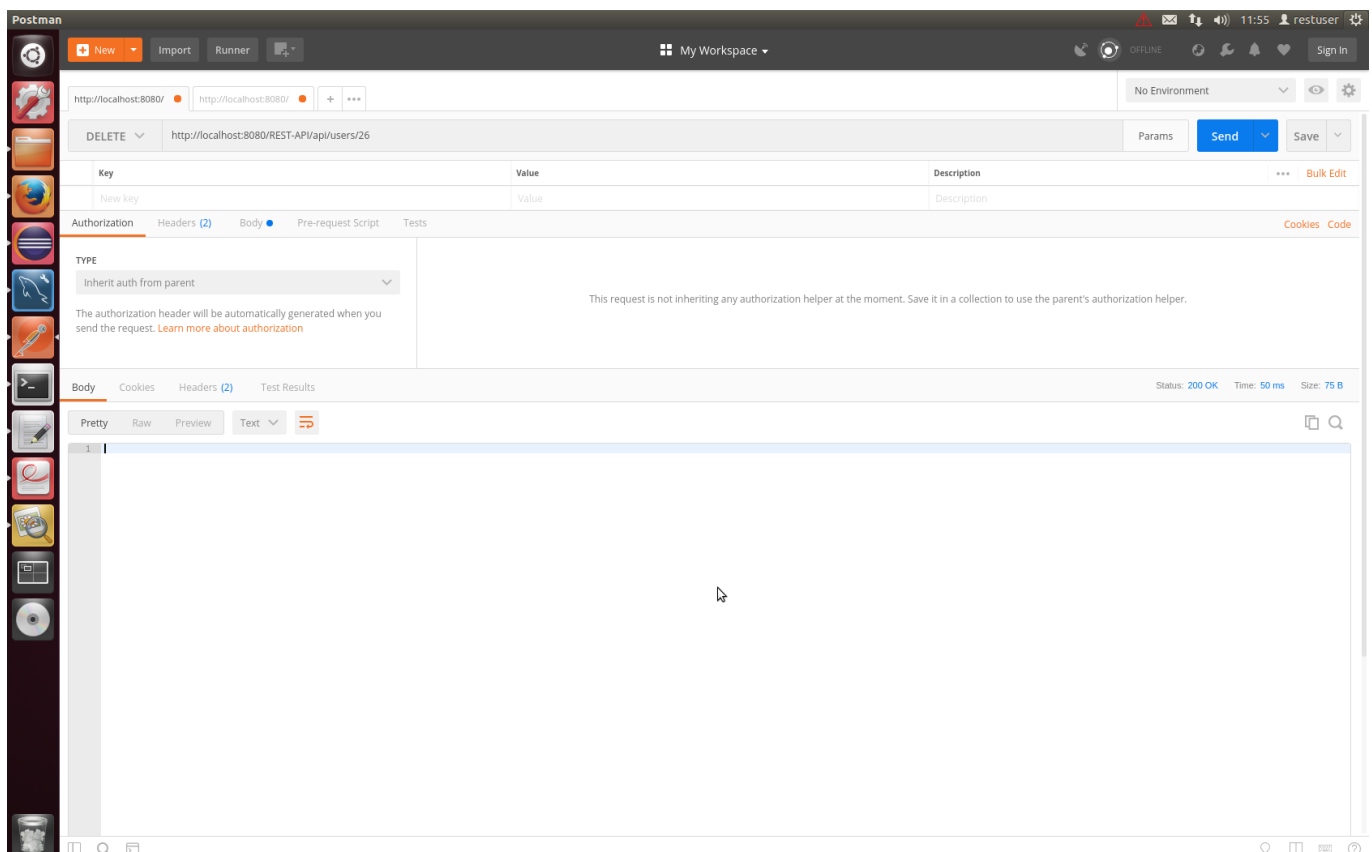 Postman
11:55 restuser
New Import Runner My Workspace OFFLINE Sign In
http://localhost:8080/ http://localhost:8080/ + No Environment
DELETE http://localhost:8080/REST-API/api/users/26 Params Send Save
Key Value Description Bulk Edit
New key Value Description
Authorization Headers (2) Body Pre-request Script Tests Cookies Code
TYPE
Inherit auth from parent
This request is not inheriting any authorization helper at the moment. Save it in a collection to use the parent's authorization helper.
The authorization header will be automatically generated when you
send the request. Learn more about authorization
Body Cookies Headers (2) Test Results Status: 200 OK Time: 50 ms Size: 75 B
Pretty Raw Preview Text
1